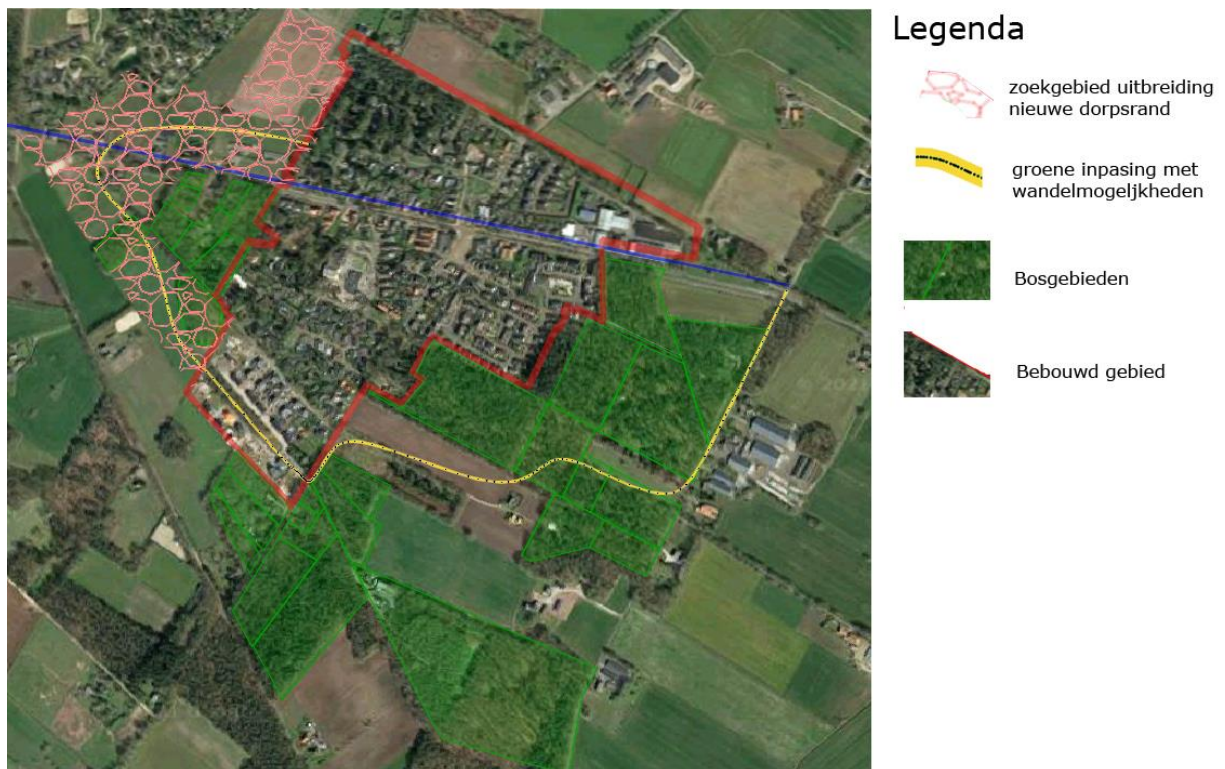 Legenda
zoekgebied uitbreiding
nieuwe dorpsrand
groene inpasing met
wandelmogeljkheden
Bosgebieden
Bebouwd gebied